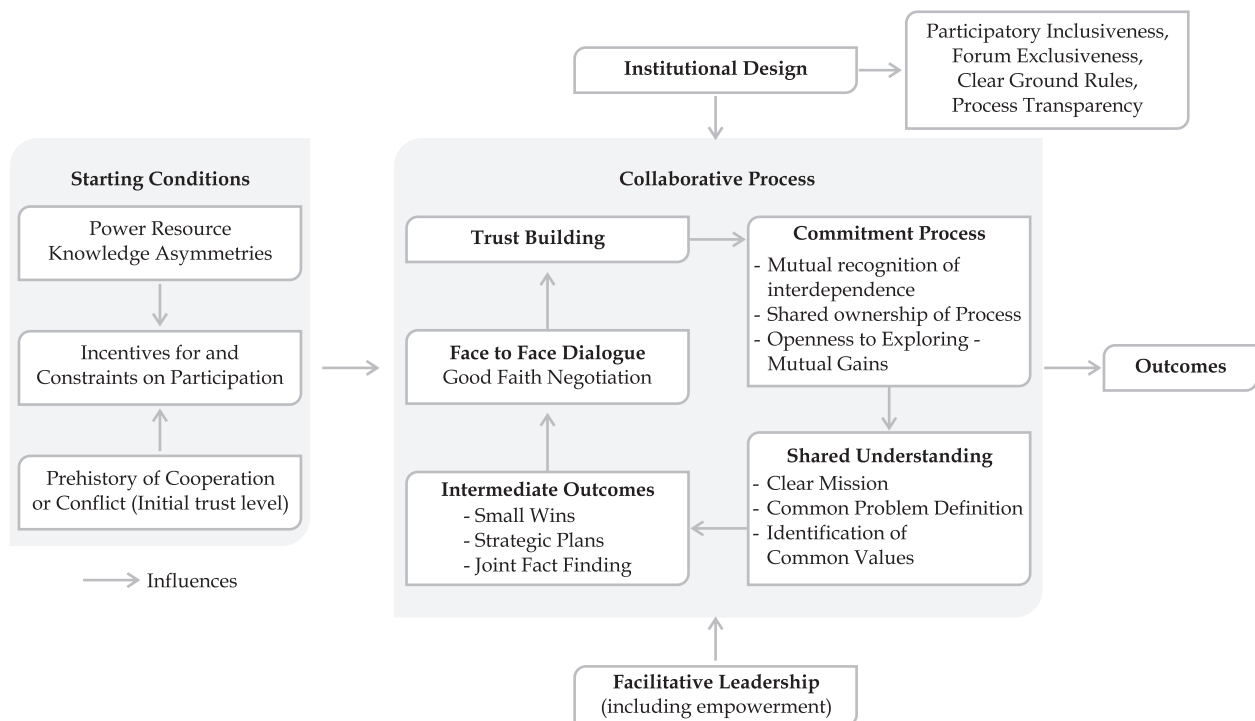 Participatory Inclusiveness,
Forum Exclusiveness,
Clear Ground Rules,
Process Transparency
Institutional Design
Starting Conditions
Power Resource
Knowledge Asymmetries
Incentives for and
Constraints on Participation
Prehistory of Cooperation
or Conflict (Initial trust level)
Influences
Collaborative Process
Trust Building
Commitment Process
- Mutual recognition of
interdependence
- Shared ownership of Process
- Openness to Exploring -
Mutual Gains
Face to Face Dialogue
Good Faith Negotiation
Shared Understanding
- Clear Mission
- Common Problem Definition
- Identification of
Common Values
Intermediate Outcomes
- Small Wins
- Strategic Plans
- Joint Fact Finding
Outcomes
Facilitative Leadership
(including empowerment)